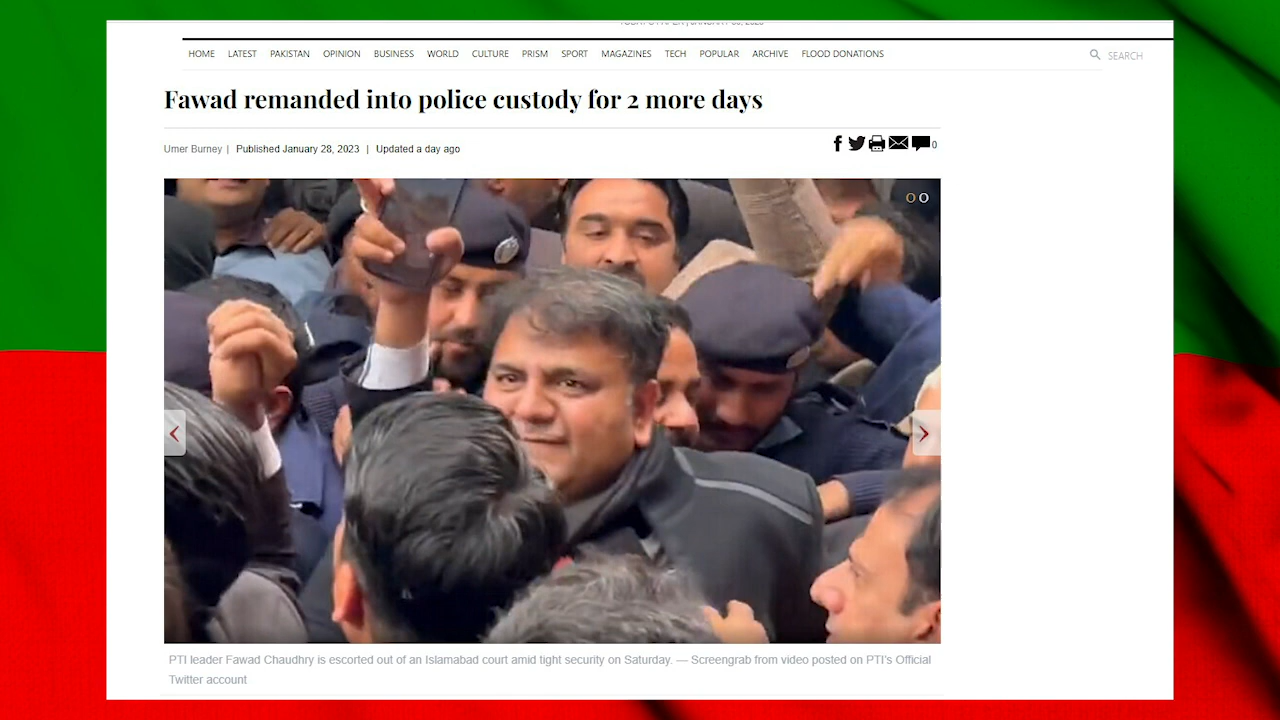 HOME LATEST PAKISTAN OPINION BUSINESS WORLD CULTURE PRISM SPORT MAGAZINES TECH POPULAR ARCHIVE FLOOD DONATIONS SEARCH
Fawad remanded into police custody for 2 more days
Umer Burney | Published January 28, 2023 | Updated a day ago
0
PTI leader Fawad Chaudhry is escorted out of an Islamabad court amid tight security on Saturday. — Screengrab from video posted on PTI's Official
Twitter account